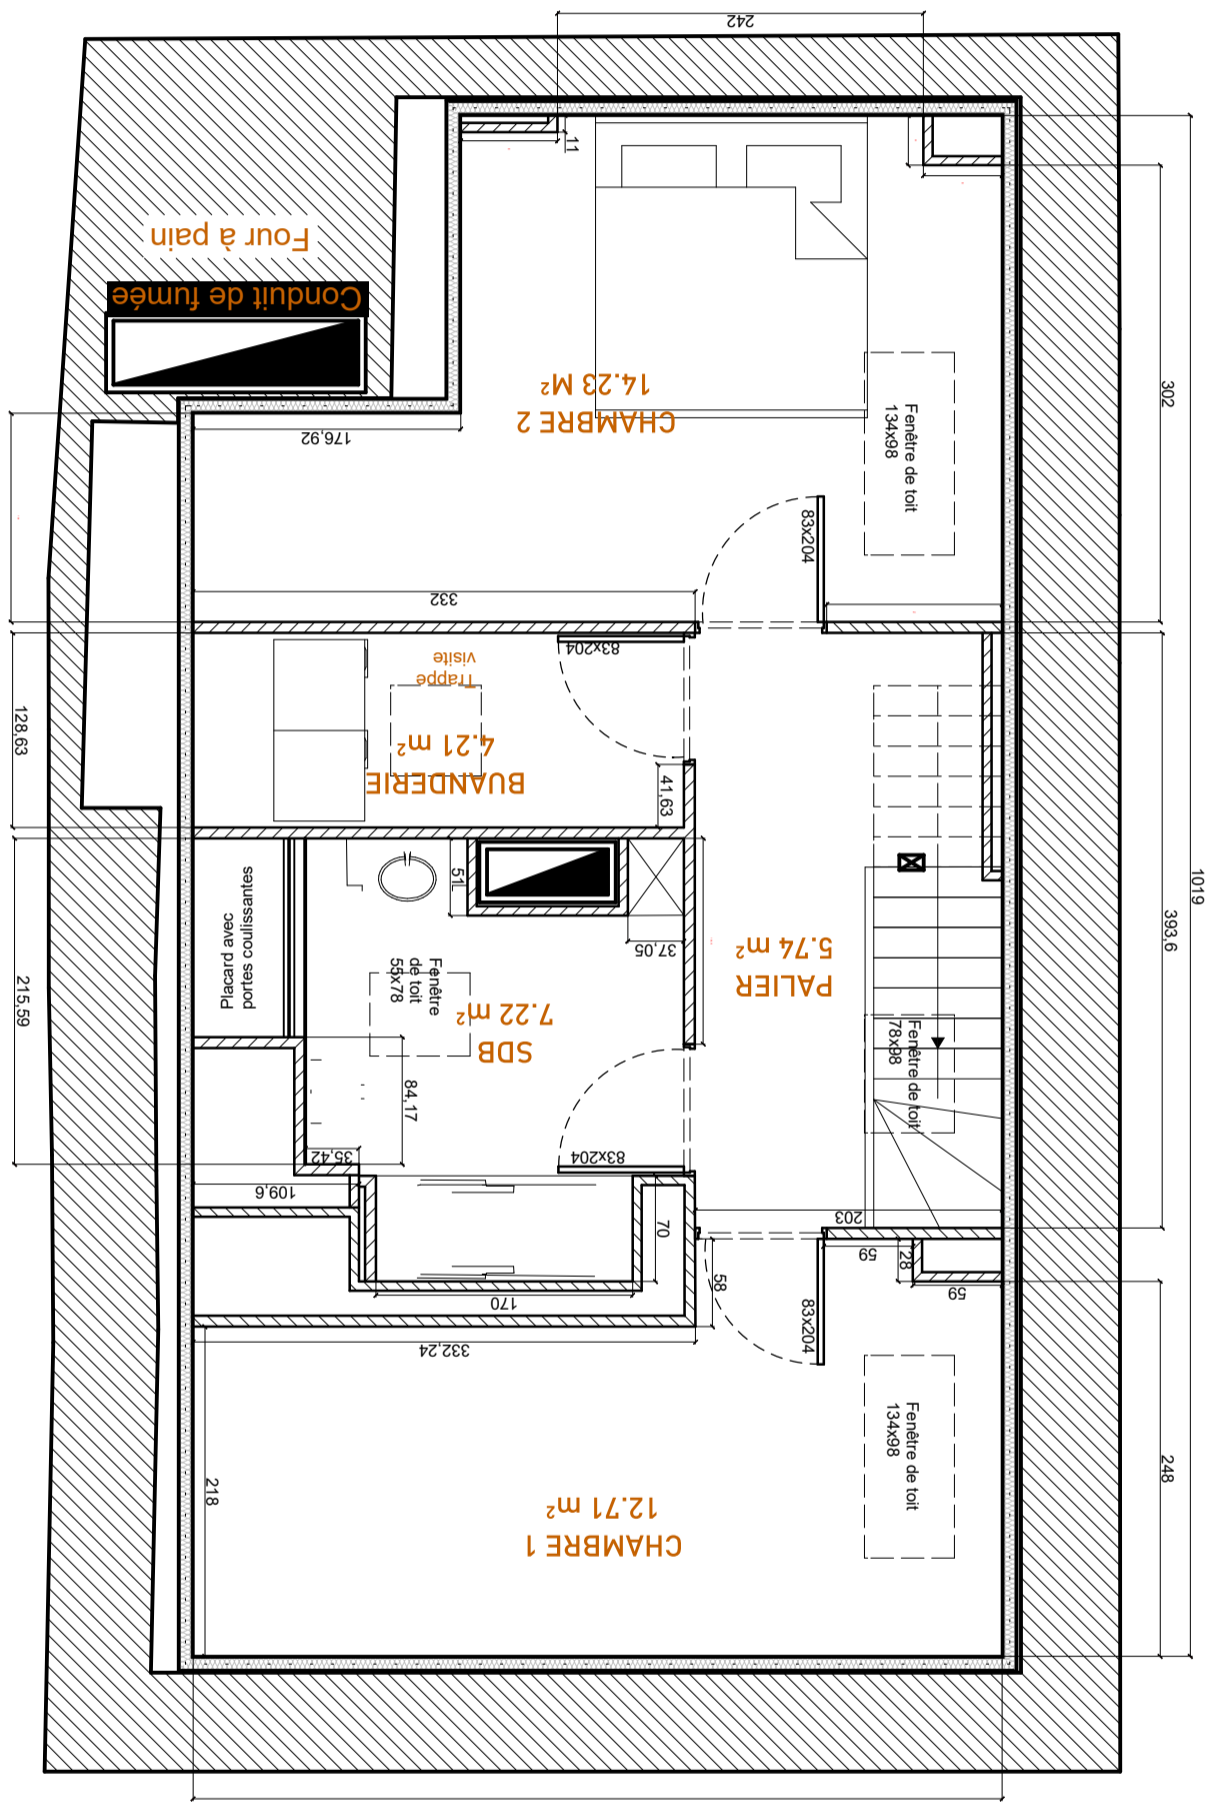 242
11
Four à pain
Conduit de fumée
302
1019
14.23 M²
CHAMBRE 2
Fenêtre de toit
134x98
176,92
83x204
332
83x204
Trappe
visite
4.21 m²
BUANDERIE
128,63
41,63
51
37,05
Placard avec
portes coulissantes
Fenêtre
de toit
55x78
7.22 m²
SDB
5.74 m²
PALIER
393,6
215,59
Fenêtre de toit
78x98
84,17
35,42
83x204
109,6
203
59
28
59
70
58
170
83x204
332,24
Fenêtre de toit
134x98
248
218
12.71 m²
CHAMBRE 1